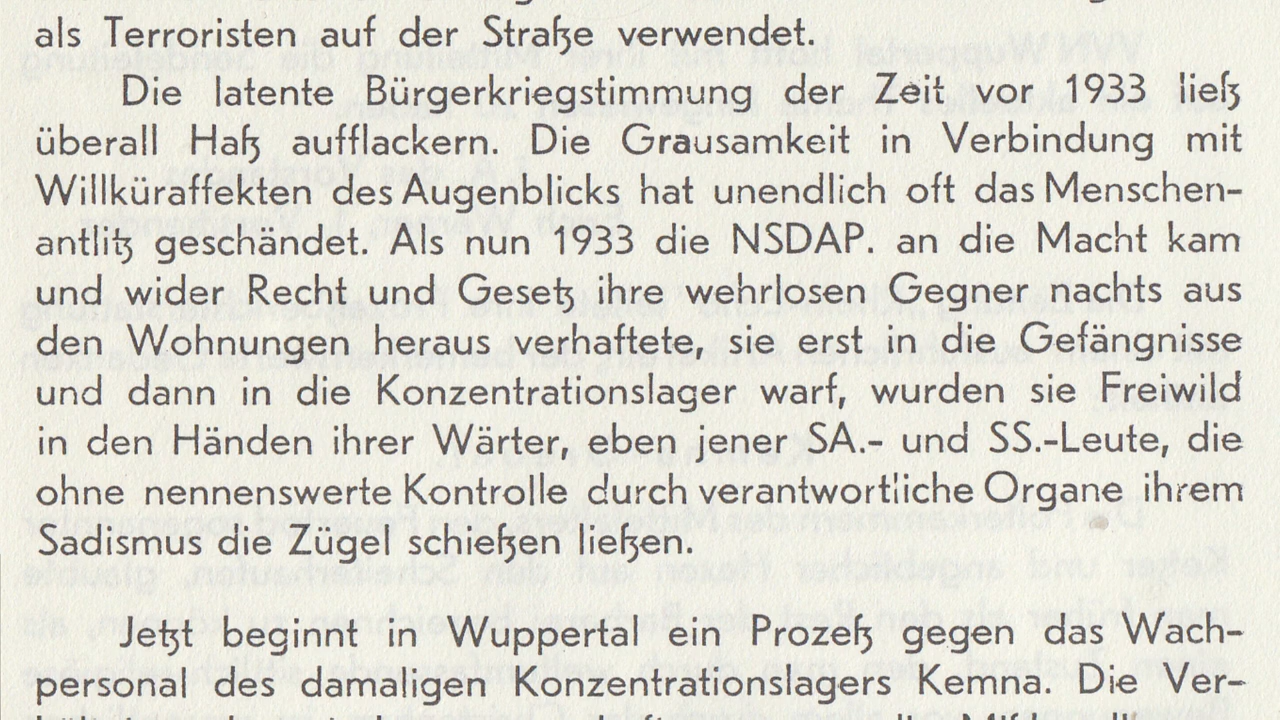 als Terroristen auf der Straße verwendet.
Die latente Bürgerkriegstimmung der Zeit vor 1933 ließ
überall Haß aufflackern. Die Grausamkeit in Verbindung mit
Willküraffekten des Augenblicks hat unendlich oft das Menschen-
antlitz geschändet. Als nun 1933 die NSDAP. an die Macht kam
und wider Recht und Gesetz ihre wehrlosen Gegner nachts aus
den Wohnungen heraus verhaftete, sie erst in die Gefängnisse
und dann in die Konzentrationslager warf, wurden sie Freiwild
in den Händen ihrer Wärter, eben jener SA.- und SS.-Leute, die
ohne nennenswerte Kontrolle durch verantwortliche Organe ihrem
Sadismus die Zügel schießen ließen.
Jetzt beginnt in Wuppertal ein Prozeß gegen das Wach-
personal des damaligen Konzentrationslagers Kemna. Die Ver-